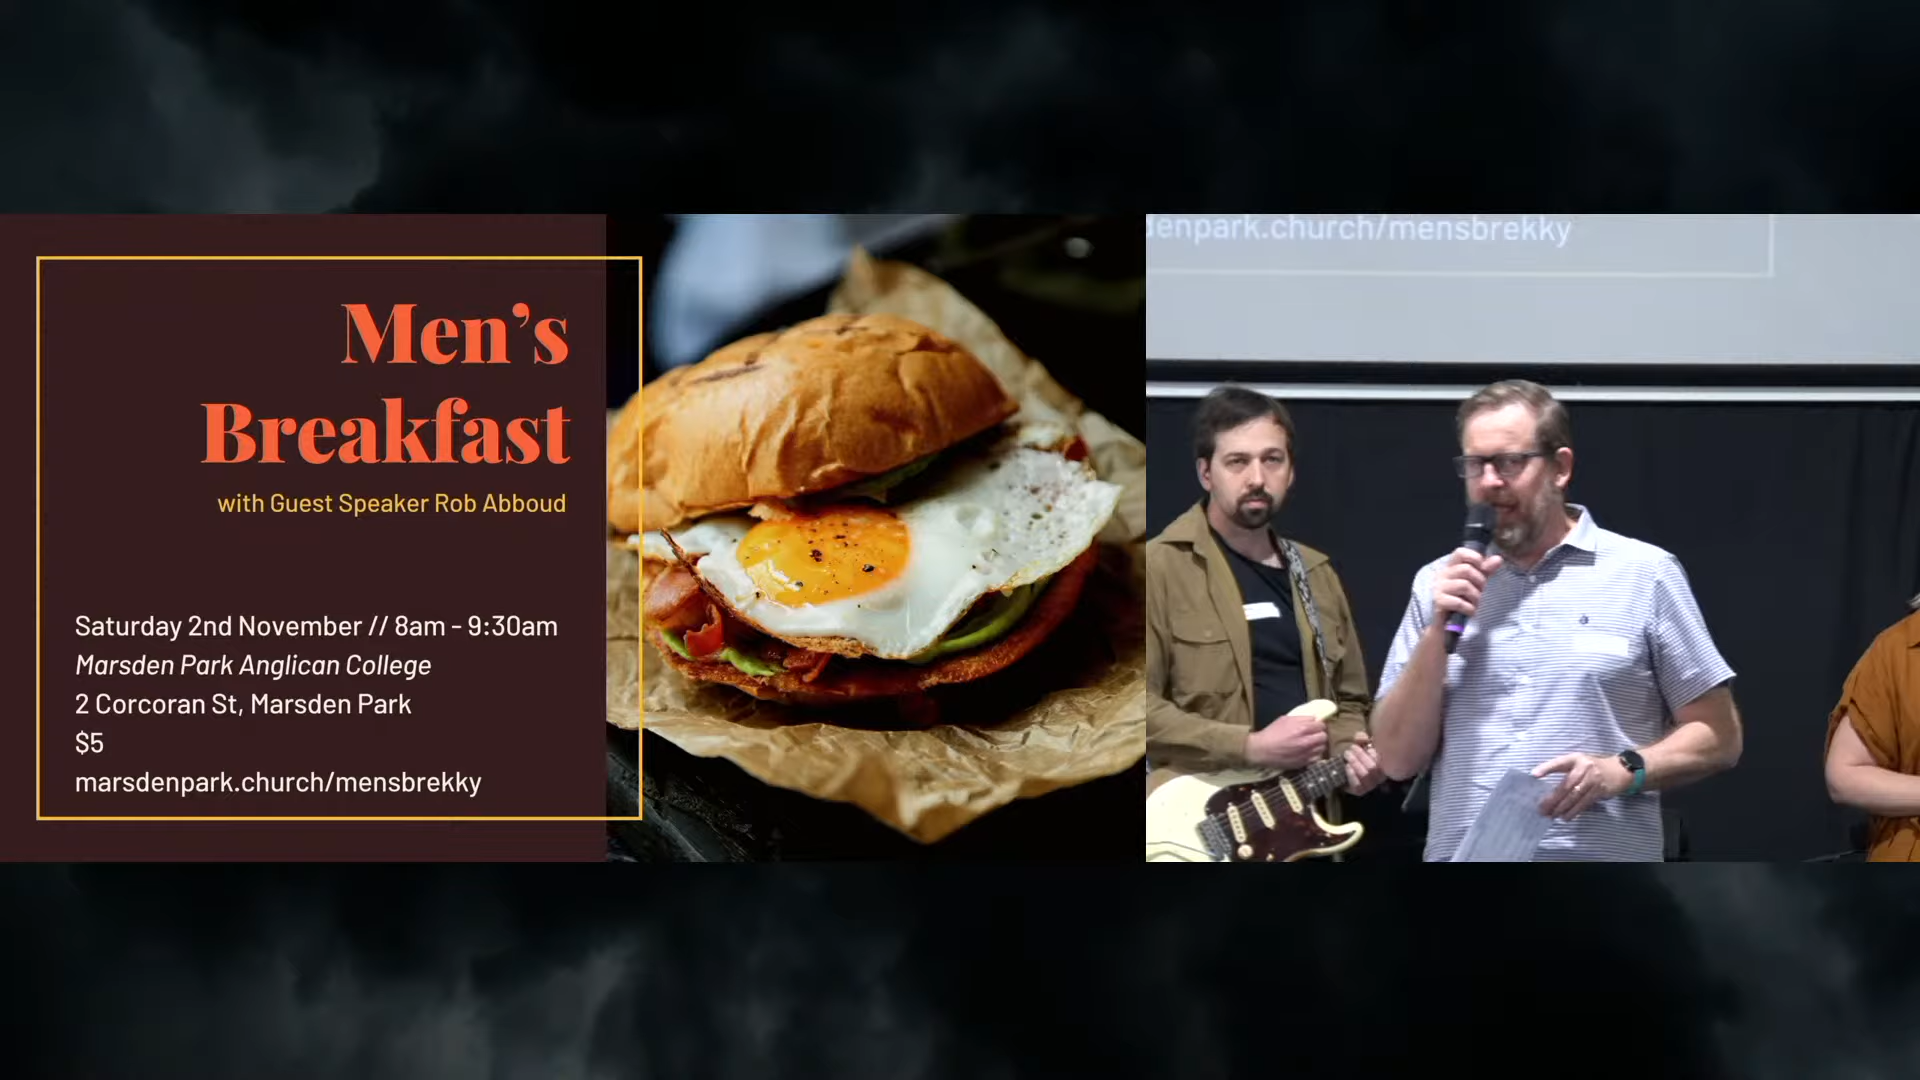 Men's
Breakfast
with Guest Speaker Rob Abboud
Saturday 2nd November // 8am - 9:30am
Marsden Park Anglican College
2 Corcoran St, Marsden Park
$5
marsdenpark.church/mensbrekky
denpark.church/mensbrekky